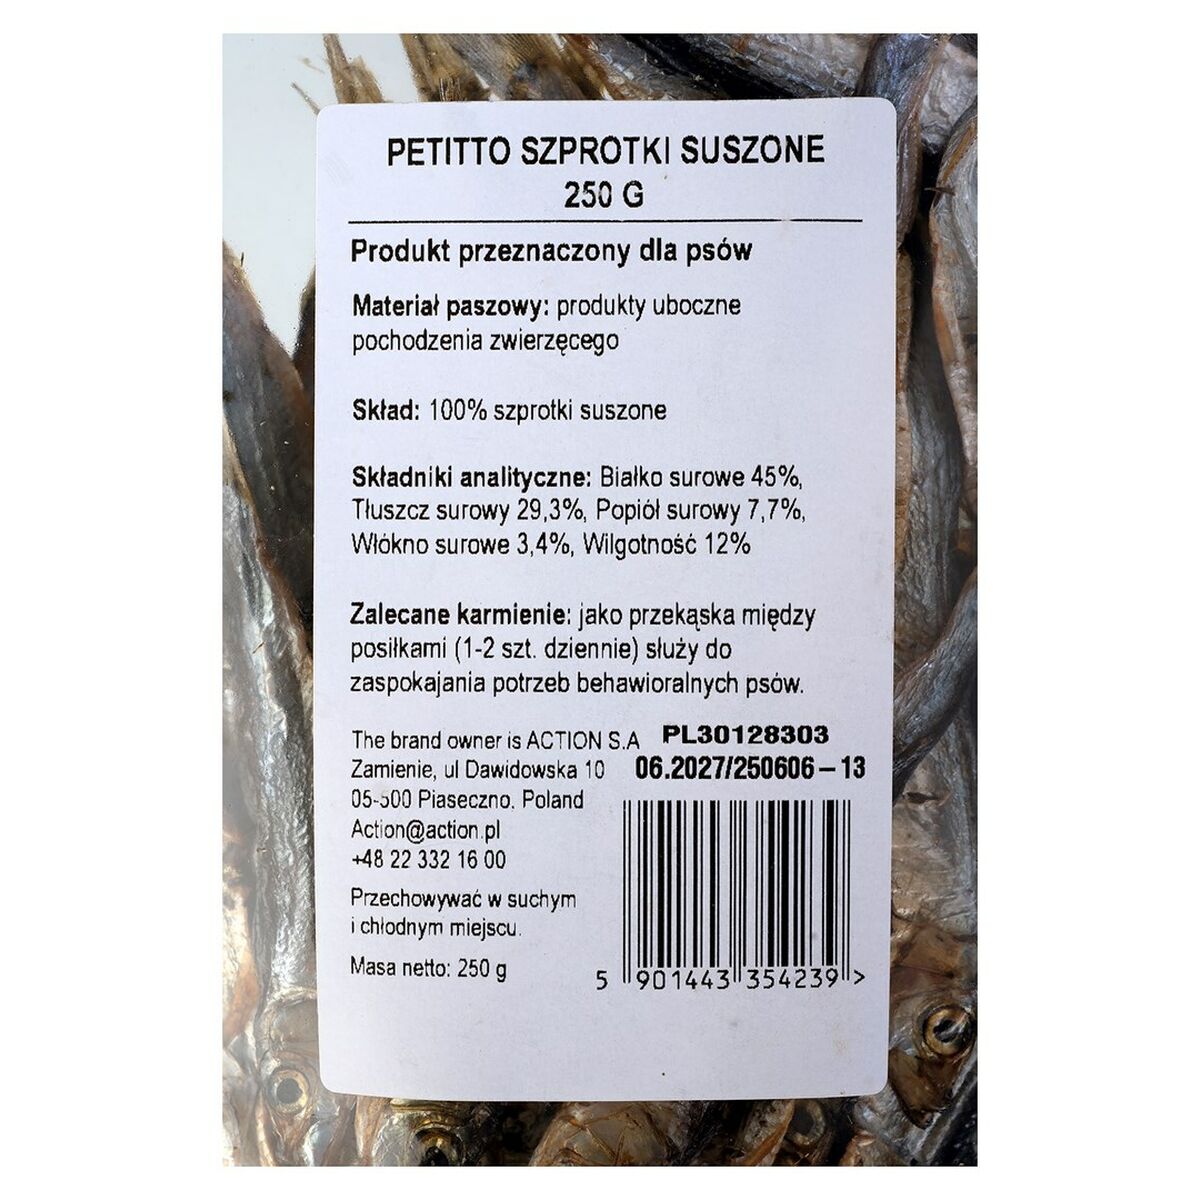 PETITTO SZPROTKI SUSZONE
250 G
Produkt przeznaczony dla psów
Materiał paszowy: produkty uboczne
pochodzenia zwierzęcego
Skład: 100% szprotki suszone
Składniki analityczne: Białko surowe 45%,
Tłuszcz surowy 29,3%, Popiół surowy 7,7%,
Włókno surowe 3,4%, Wilgotność 12%
Zalecane karmienie: jako przekąska między
posiłkami (1-2 szt. dziennie) służy do
zaspokajania potrzeb behawioralnych psów.
The brand owner is ACTION S.A
Zamienie, ul Dawidowska 10
05-500 Piaseczno. Poland
Action@action.pl
+48 22 332 16 00
Przechowywać w suchym
i chłodnym miejscu.
Masa netto: 250 g
PL30128303
06.2027/250606-13
5 901443 354239 >